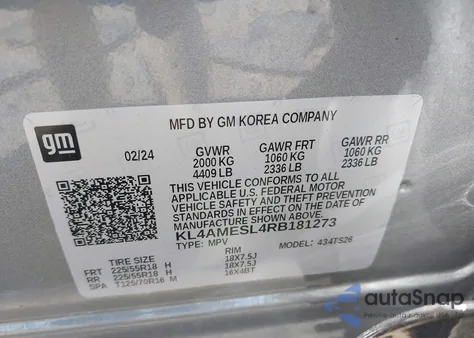 gm
MFD BY GM KOREA COMPANY
02/24 GVWR GAWR FRT GAWR RR
2000 KG 1060 KG 1060 KG
4409 LB 2336 LB 2336 LB
THIS VEHICLE CONFORMS TO ALL
APPLICABLE U.S. FEDERAL MOTOR
VEHICLE SAFETY AND THEFT PREVENTION
STANDARDS IN EFFECT ON THE DATE OF
MANUFACTURE SHOWN ABOVE.
KL4AMESL4RB181273
TYPE: MPV MODEL: 434TS26
TIRE SIZE RIM
FRT 225/55R18 H 18X7.5J
RR 225/55R18 H 18X7.5J
SPA T125/70R16 M 16X4BT
autoSnap